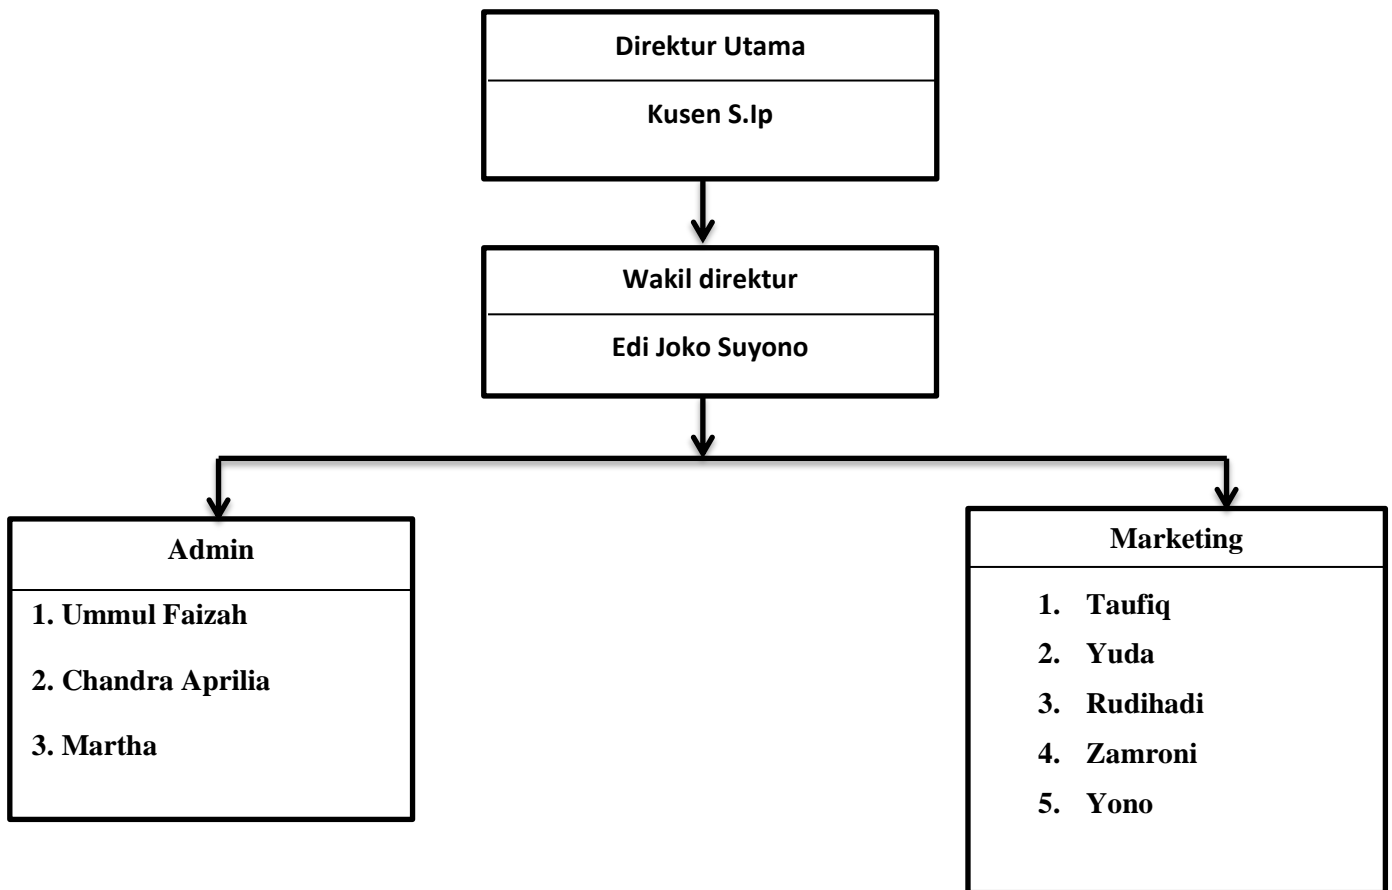 Direktur Utama
Kusen S.Ip
Wakil direktur
Edi Joko Suyono
Admin
1. Ummul Faizah
2. Chandra Aprilia
3. Martha
Marketing
1. Taufiq
2. Yuda
3. Rudihadi
4. Zamroni
5. Yono